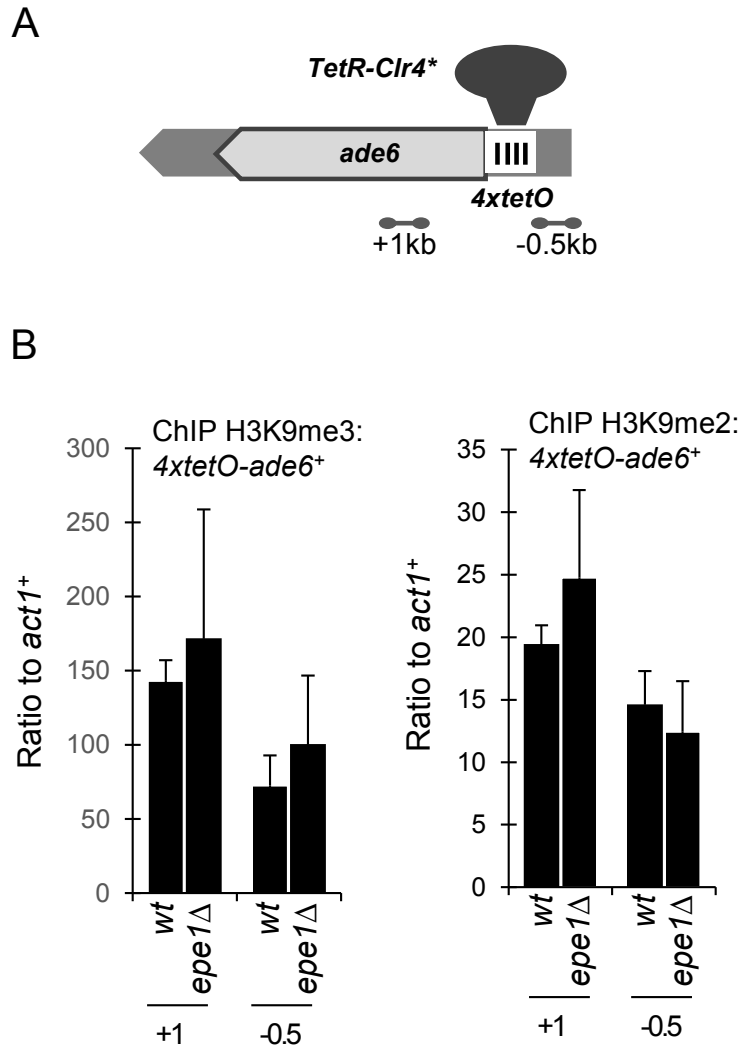 A
TetR-Clr4*
ade6
4xtetO
+1kb
-0.5kb
B
ChIP H3K9me3:
4xtetO-ade6⁺
Ratio to act1⁺
300
250
200
150
100
50
0
wt
epe1Δ
wt
epe1Δ
+1
-0.5
ChIP H3K9me2:
4xtetO-ade6⁺
Ratio to act1⁺
35
30
25
20
15
10
5
0
wt
epe1Δ
wt
epe1Δ
+1
-0.5